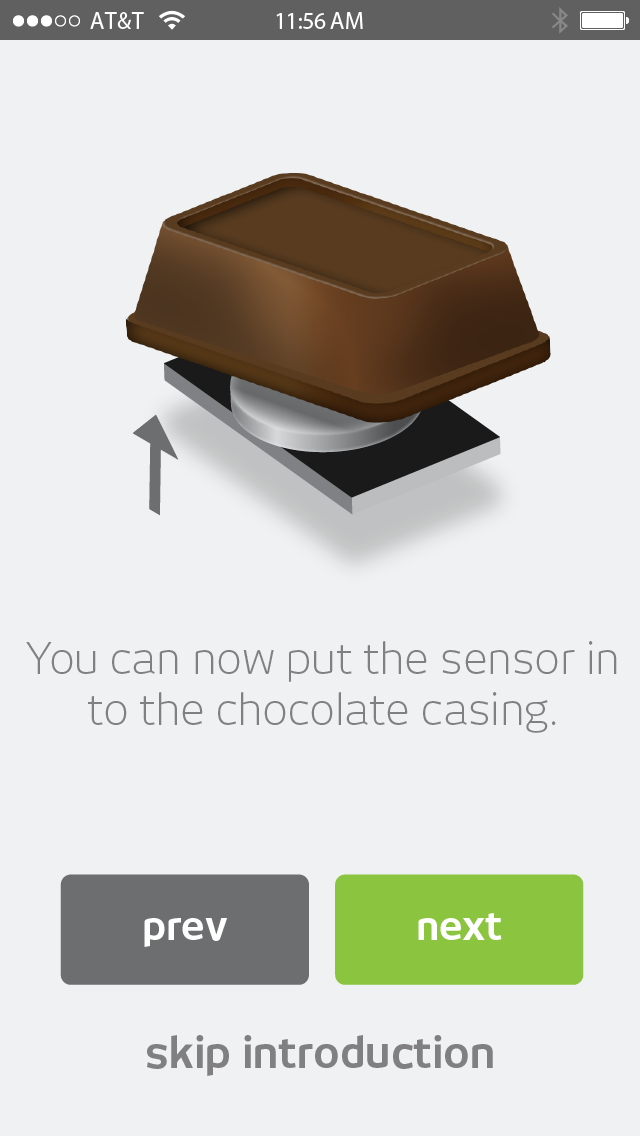 AT&T 11:56 AM
You can now put the sensor in
to the chocolate casing.
prev next
skip introduction